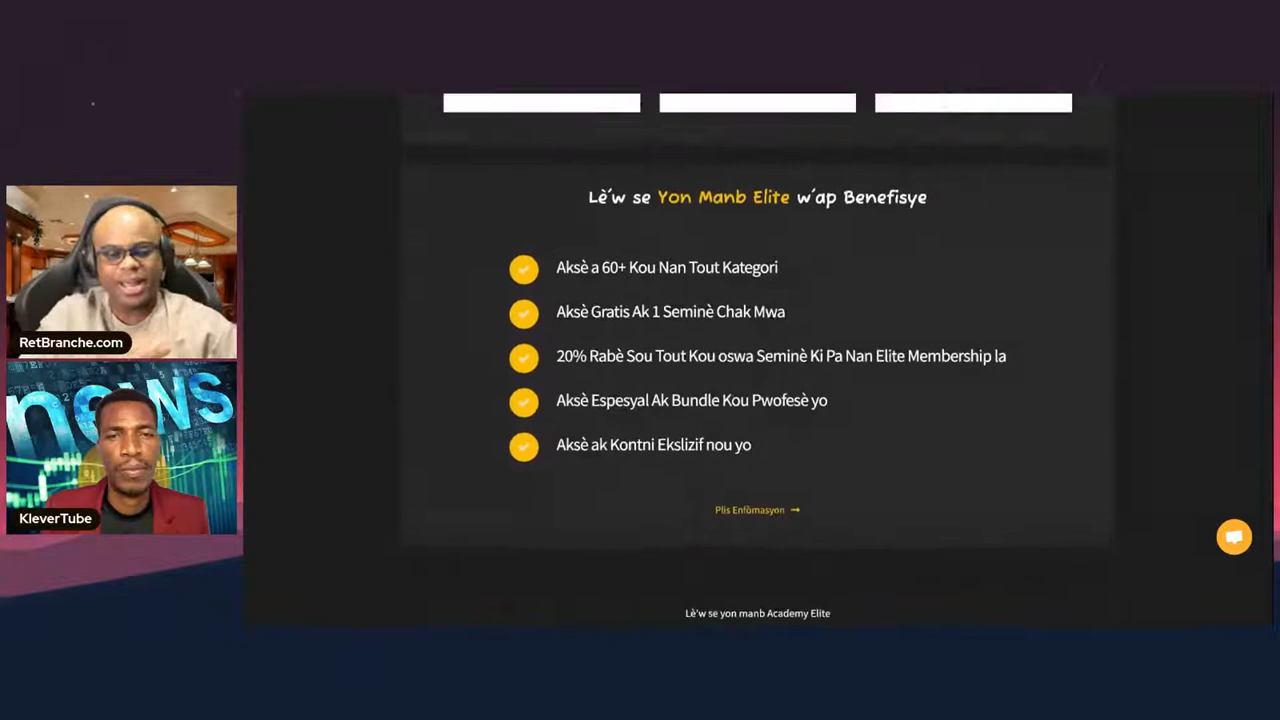 Lè'w se Yon Manb Elite w'ap Benefisye
Aksè a 60+ Kou Nan Tout Kategori
Aksè Gratis Ak 1 Seminè Chak Mwa
20% Rabè Sou Tout Kou oswa Seminè Ki Pa Nan Elite Membership la
Aksè Espesyal Ak Bundle Kou Pwofesè yo
Aksè ak Kontni Ekslizif nou yo
Plis Enfòmasyon →
Lè'w se yon manb Academy Elite
RetBranche.com
news
KleverTube